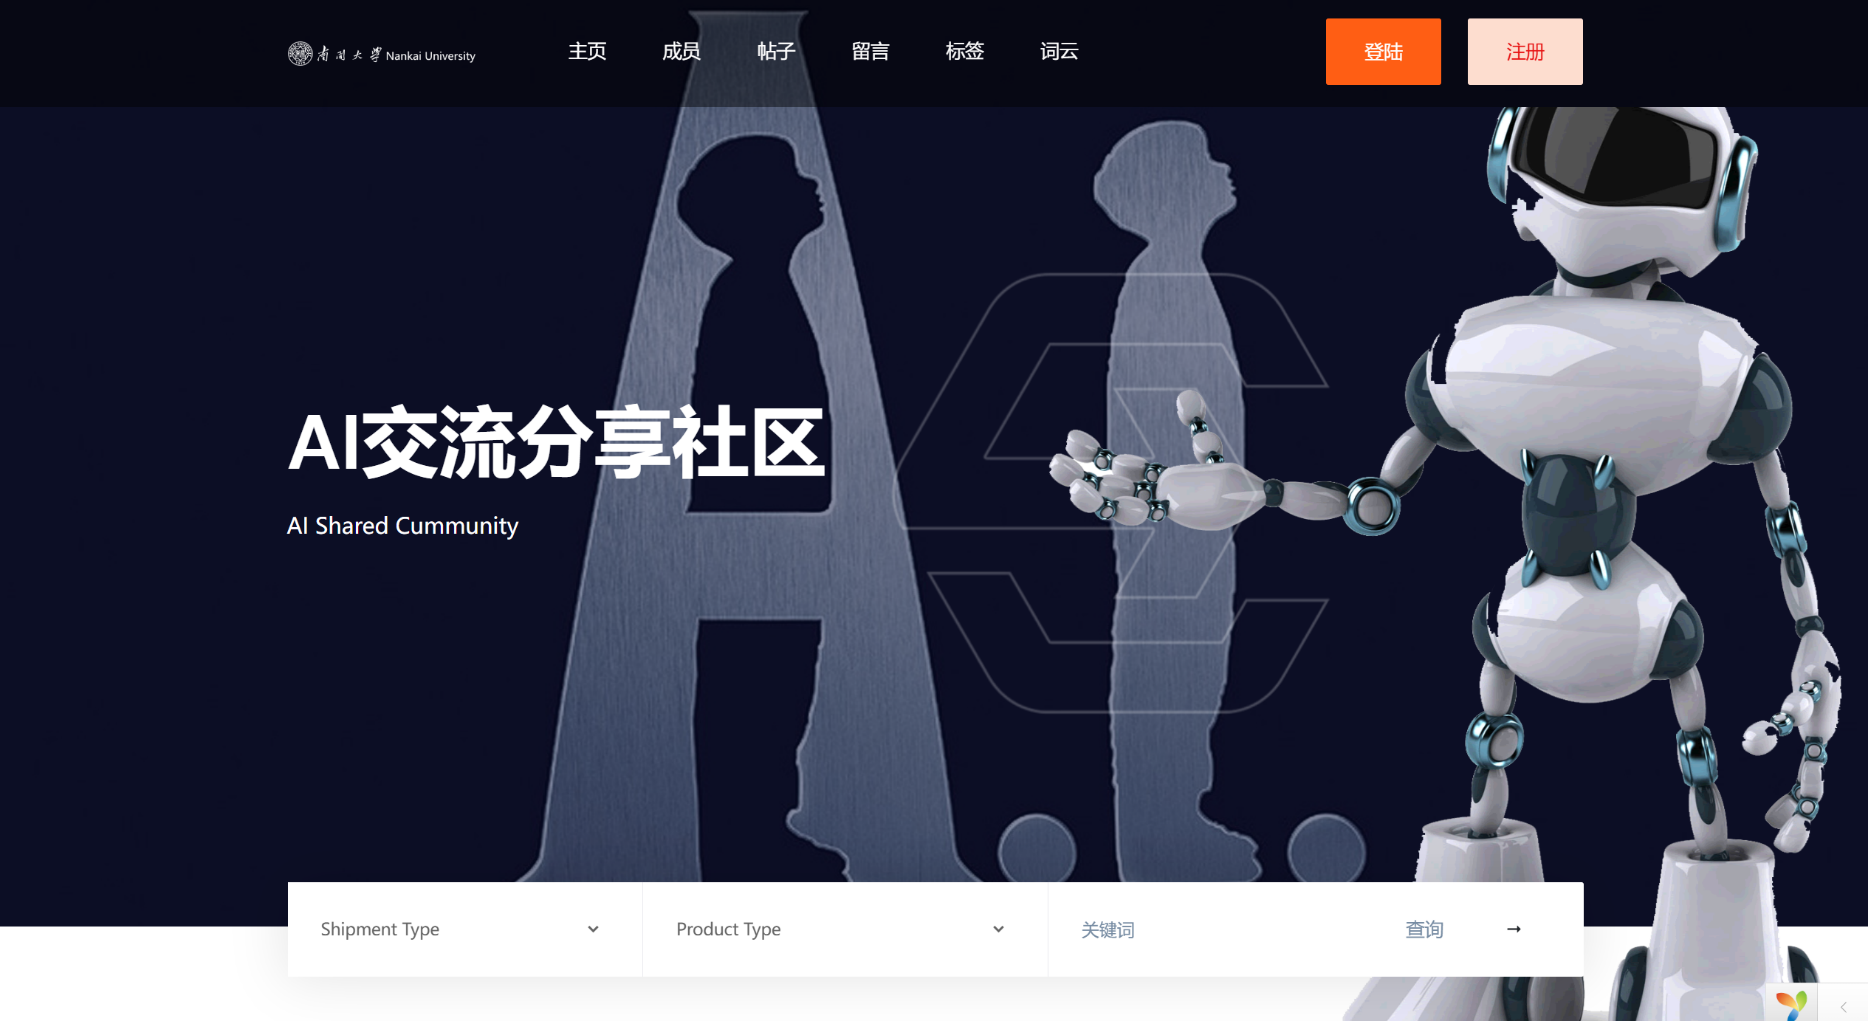 南开大学 Nankai University
主页 成员 帖子 留言 标签 词云
登陆 注册
A.I.
AI交流分享社区
AI Shared Cummunity
Shipment Type Product Type 关键词 查询 →